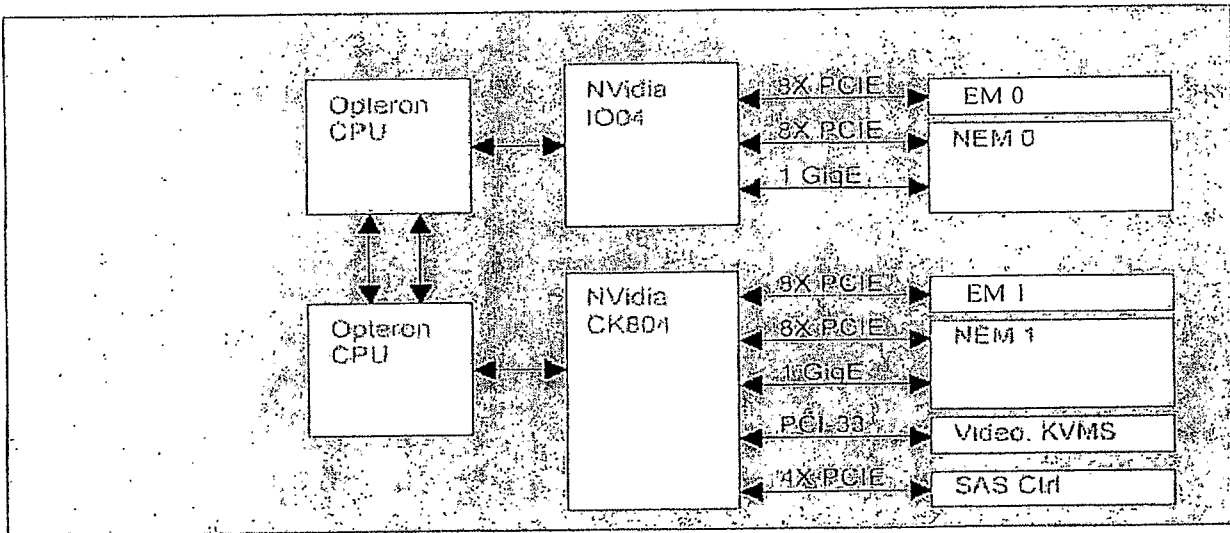 Opteron
CPU
NVidia
IO04
8X PCIE
EM 0
8X PCIE
NEM 0
1 GigE
Opteron
CPU
NVidia
CK804
8X PCIE
EM 1
8X PCIE
NEM 1
1 GigE
PCI-33
Video, KVMS
4X PCIE
SAS Ctrl